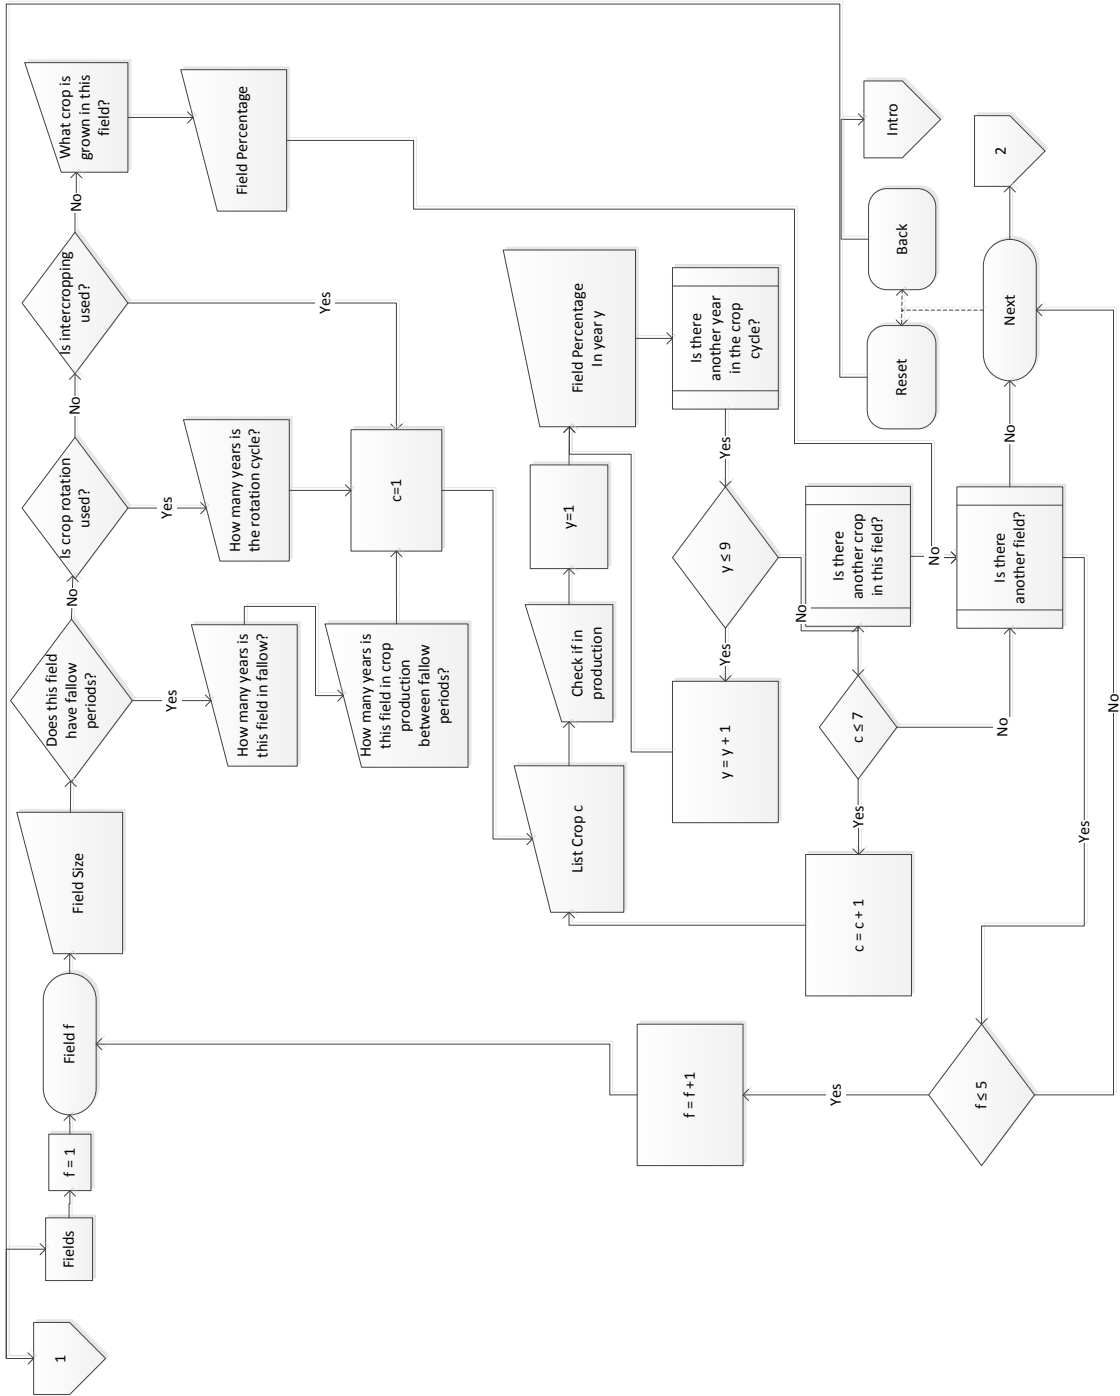 1
Fields
f = 1
Field f
Field Size
Does this field
have fallow
periods?
No
Is crop rotation
used?
No
Is intercropping
used?
No
What crop is
grown in this
field?
Yes
How many years is
this field in fallow?
Yes
How many years is
the rotation cycle?
Field Percentage
How many years is
this field in crop
production
between fallow
periods?
c=1
Yes
List Crop c
Check if in
production
y=1
Field Percentage
In year y
f = f +1
y = y + 1
Yes
y ≤ 9
Yes
Is there
another year
in the crop
cycle?
No
c = c + 1
Yes
c ≤ 7
Is there
another crop
in this field?
Reset
Back
Intro
Yes
No
No
f ≤ 5
Is there
another field?
No
Next
2
Yes
No